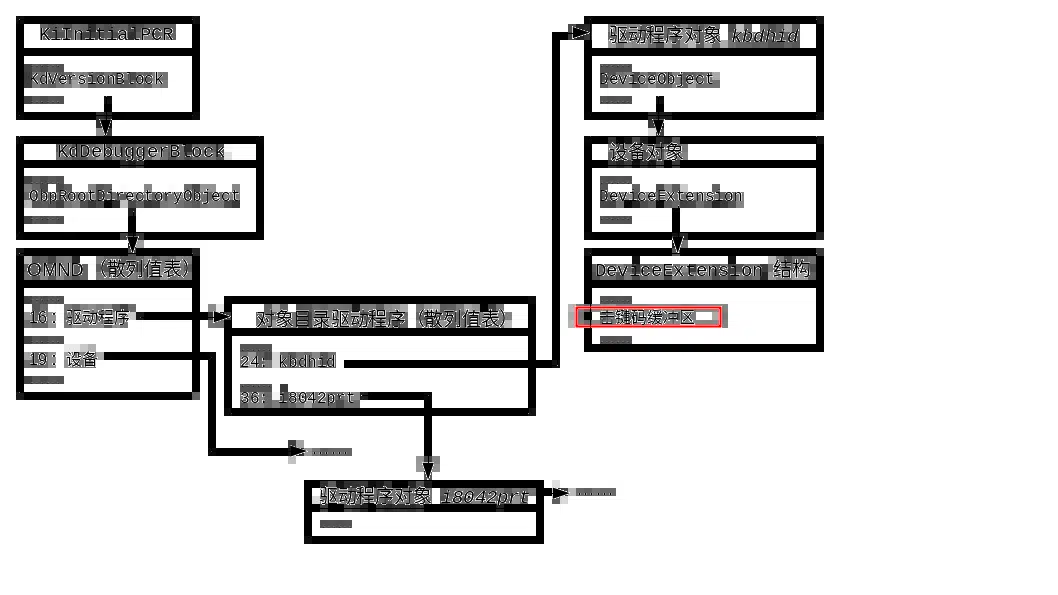 KiInitialPCR
KdVersionBlock
KdDebuggerBlock
ObpRootDirectoryObject
OMND （散列值表）
16: 驱动程序
19: 设备
对象目录驱动程序（散列值表）
24: kbdhid
36: i8042prt
驱动程序对象 i8042prt
驱动程序对象 kbdhid
DeviceObject
设备对象
DeviceExtension
DeviceExtension 结构
击键码缓冲区